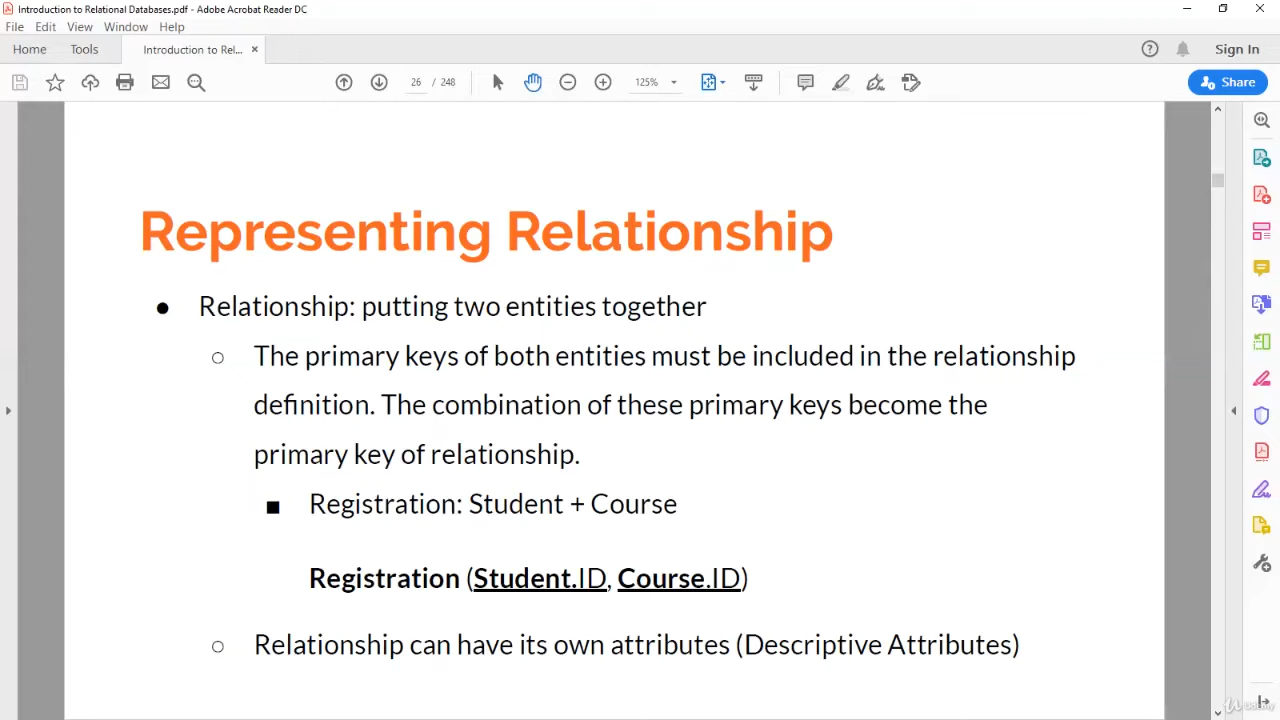 Introduction to Relational Databases.pdf - Adobe Acrobat Reader DC
File Edit View Window Help
Home Tools Introduction to Rel... × Sign In
26 / 248 125% Share
Representing Relationship
● Relationship: putting two entities together
○ The primary keys of both entities must be included in the relationship
definition. The combination of these primary keys become the
primary key of relationship.
■ Registration: Student + Course
Registration (Student.ID, Course.ID)
○ Relationship can have its own attributes (Descriptive Attributes)
Udemy